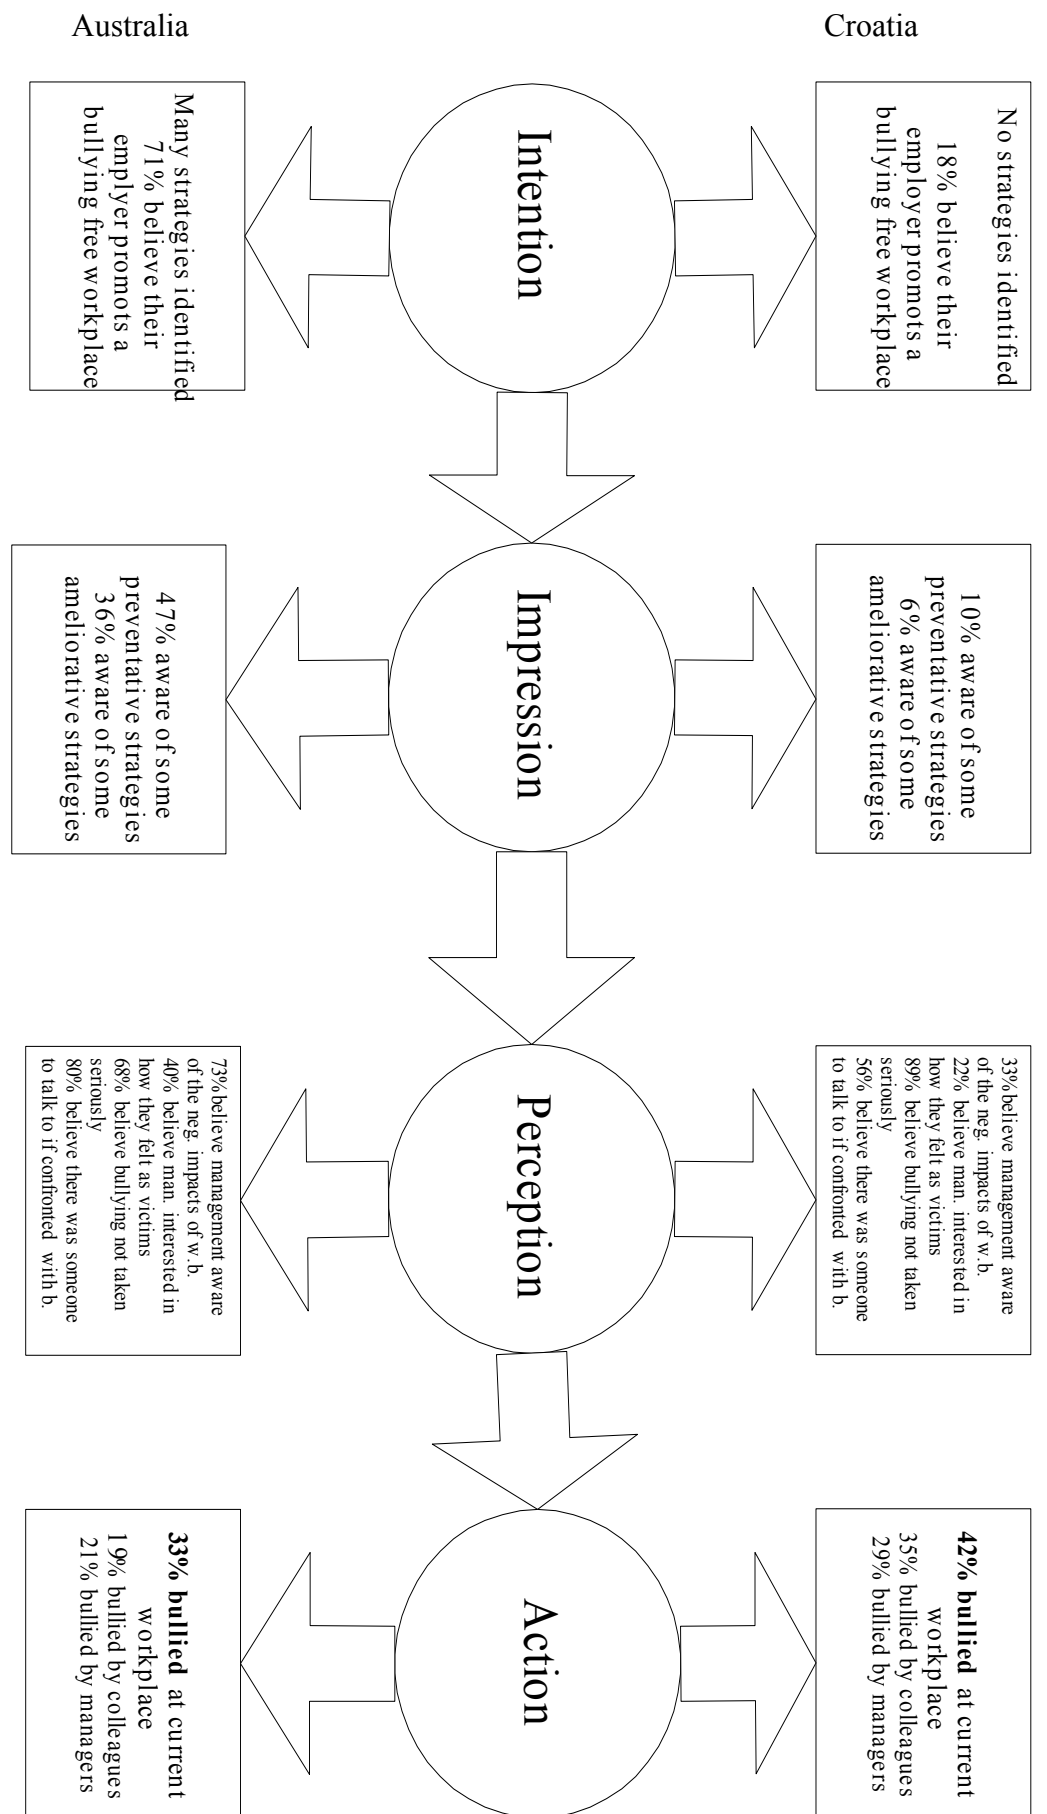 Australia
Croatia
No strategies identified
18% believe their
employer promots a
bullying free workplace
Intention
Many strategies identified
71% believe their
emplyer promots a
bullying free workplace
10% aware of some
preventative strategies
6% aware of some
ameliorative strategies
Impression
47% aware of some
preventative strategies
36% aware of some
ameliorative strategies
33%believe management aware
of the neg. impacts of w.b.
22% believe man. interested in
how they felt as victims
89% believe bullying not taken
seriously
56% believe there was someone
to talk to if confronted with b.
Perception
73%believe management aware
of the neg. impacts of w.b.
40% believe man. interested in
how they felt as victims
68% believe bullying not taken
seriously
80% believe there was someone
to talk to if confronted with b.
42% bullied at current
workplace
35% bullied by colleagues
29% bullied by managers
Action
33% bullied at current
workplace
19% bullied by colleagues
21% bullied by managers